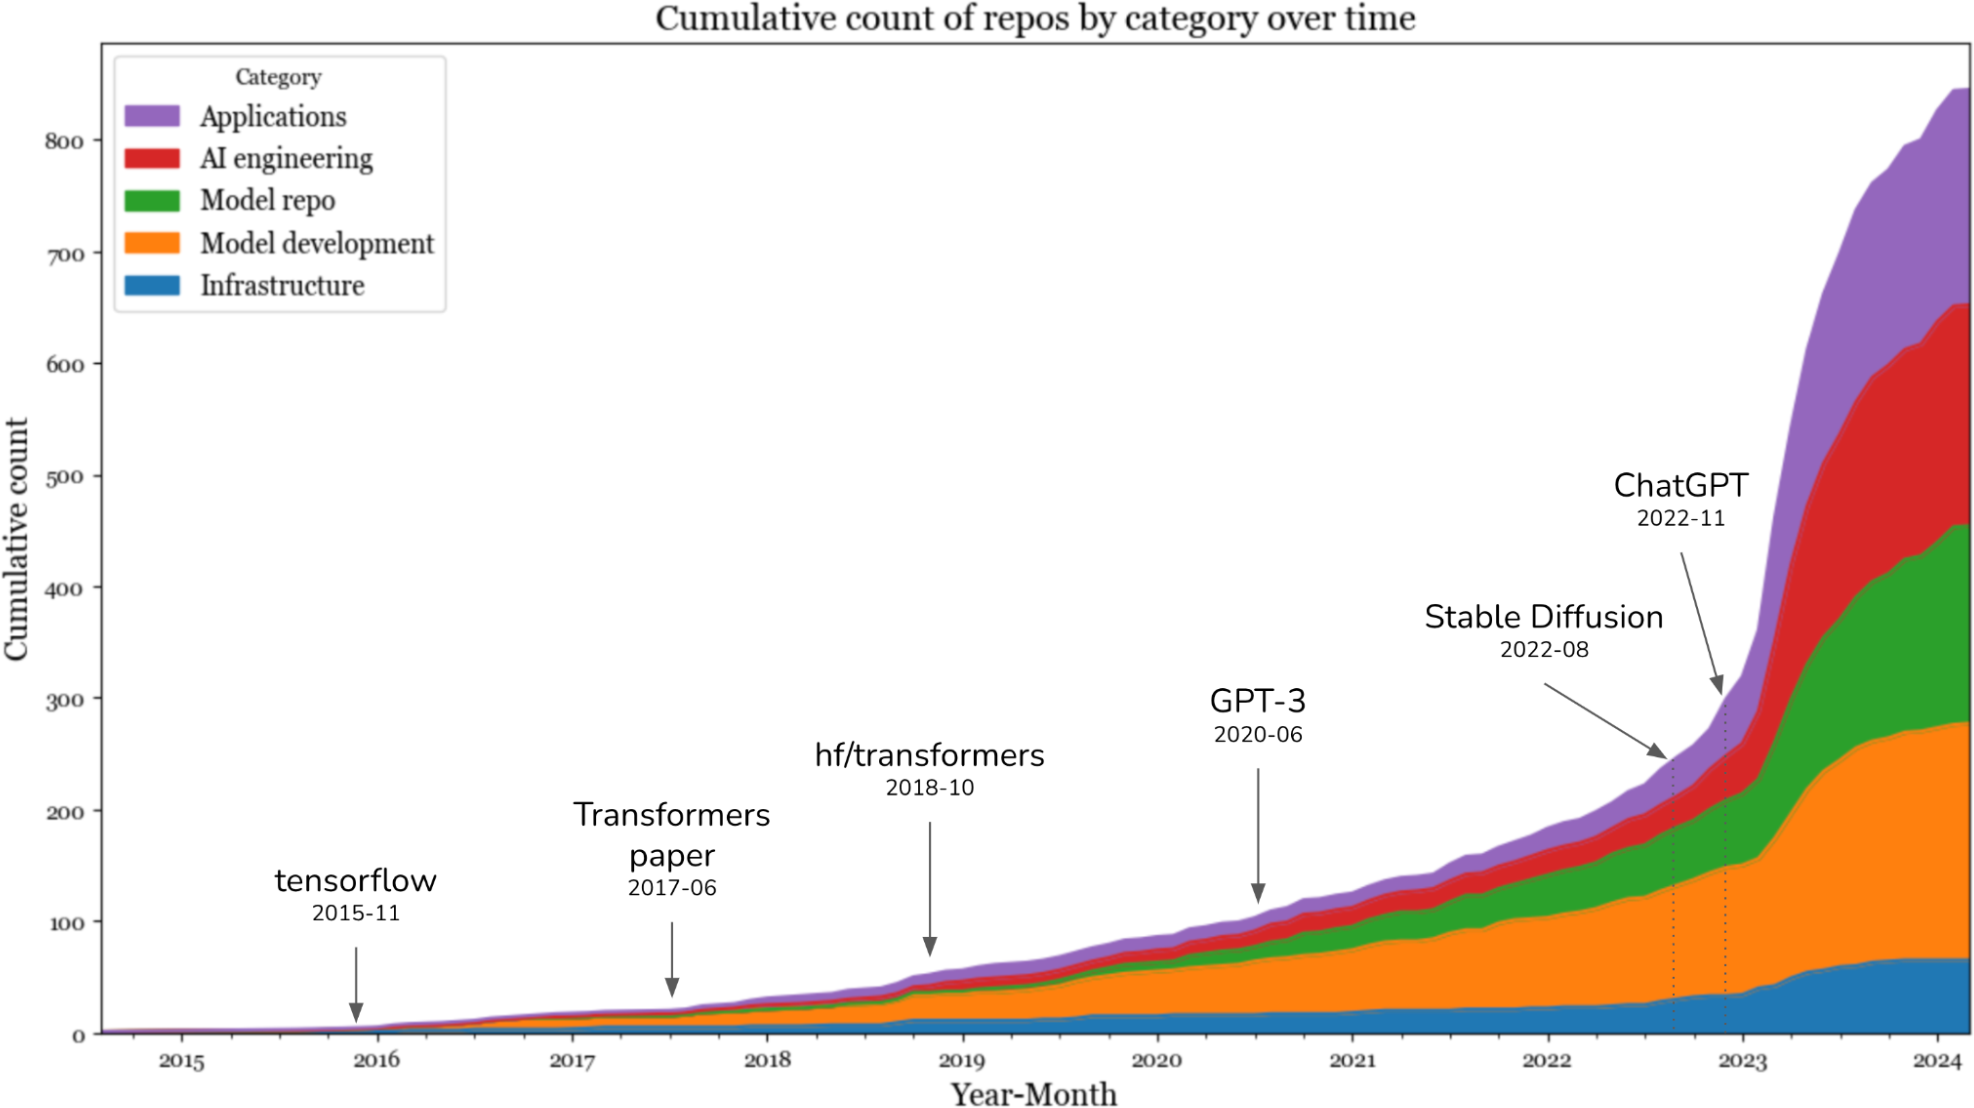 Cumulative count of repos by category over time
Category
Applications
AI engineering
Model repo
Model development
Infrastructure
Cumulative count
800
700
600
500
400
300
200
100
0
ChatGPT
2022-11
Stable Diffusion
2022-08
GPT-3
2020-06
hf/transformers
2018-10
Transformers
paper
2017-06
tensorflow
2015-11
2015 2016 2017 2018 2019 2020 2021 2022 2023 2024
Year-Month